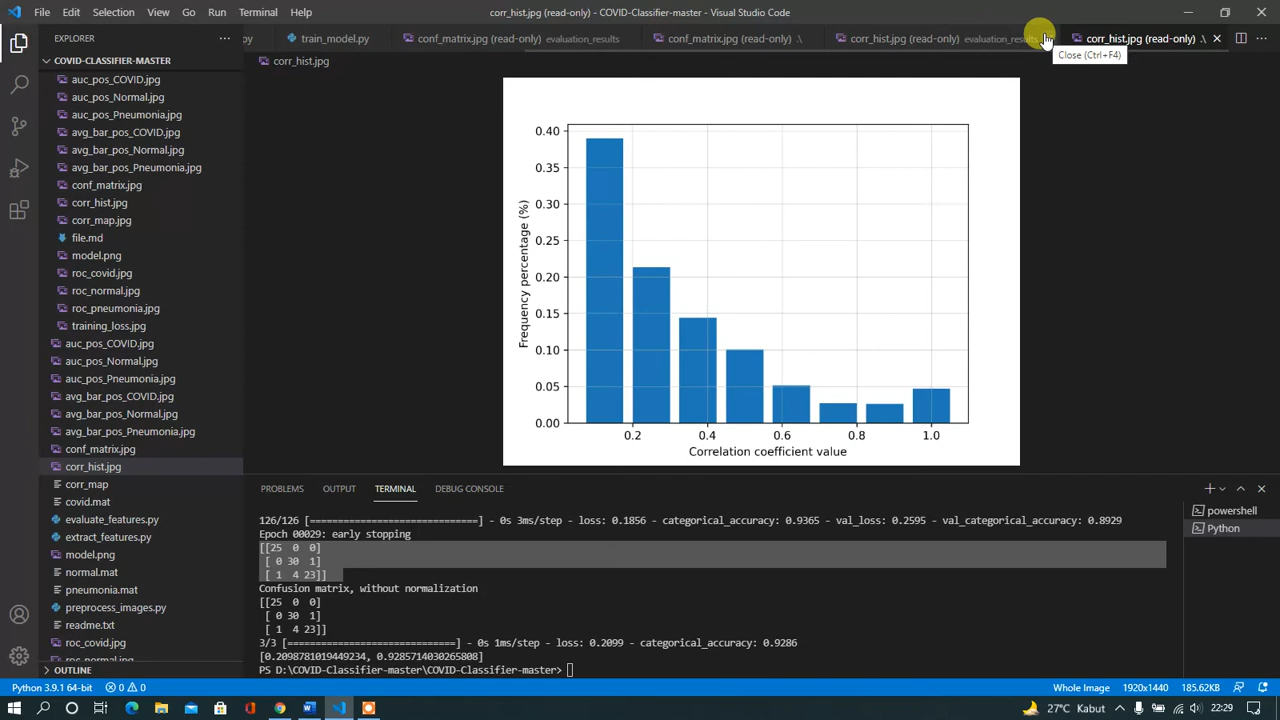 File Edit Selection View Go Run Terminal Help
corr_hist.jpg (read-only) - COVID-Classifier-master - Visual Studio Code
EXPLORER
py
train_model.py
conf_matrix.jpg (read-only) evaluation_results
conf_matrix.jpg (read-only) .\
corr_hist.jpg (read-only) evaluation_results
corr_hist.jpg (read-only) .\
Close (Ctrl+F4)
COVID-CLASSIFIER-MASTER
corr_hist.jpg
auc_pos_COVID.jpg
auc_pos_Normal.jpg
auc_pos_Pneumonia.jpg
avg_bar_pos_COVID.jpg
avg_bar_pos_Normal.jpg
avg_bar_pos_Pneumonia.jpg
conf_matrix.jpg
corr_hist.jpg
corr_map.jpg
file.md
model.png
roc_covid.jpg
roc_normal.jpg
roc_pneumonia.jpg
training_loss.jpg
auc_pos_COVID.jpg
auc_pos_Normal.jpg
auc_pos_Pneumonia.jpg
avg_bar_pos_COVID.jpg
avg_bar_pos_Normal.jpg
avg_bar_pos_Pneumonia.jpg
conf_matrix.jpg
corr_hist.jpg
corr_map
covid.mat
evaluate_features.py
extract_features.py
model.png
normal.mat
pneumonia.mat
preprocess_images.py
readme.txt
roc_covid.jpg
roc_normal.jpg
OUTLINE
Frequency percentage (%)
0.40
0.35
0.30
0.25
0.20
0.15
0.10
0.05
0.00
0.2 0.4 0.6 0.8 1.0
Correlation coefficient value
PROBLEMS OUTPUT TERMINAL DEBUG CONSOLE
powershell
Python
126/126 [==============================] - 0s 3ms/step - loss: 0.1856 - categorical_accuracy: 0.9365 - val_loss: 0.2595 - val_categorical_accuracy: 0.8929
Epoch 00029: early stopping
[[25 0 0]
[ 0 30 1]
[ 1 4 23]]
Confusion matrix, without normalization
[[25 0 0]
[ 0 30 1]
[ 1 4 23]]
3/3 [==============================] - 0s 1ms/step - loss: 0.2099 - categorical_accuracy: 0.9286
[0.2098781019449234, 0.9285714030265808]
PS D:\COVID-Classifier-master\COVID-Classifier-master>
Python 3.9.1 64-bit 0 0
Whole Image 1920x1440 185.62KB
27°C Kabut 22:29